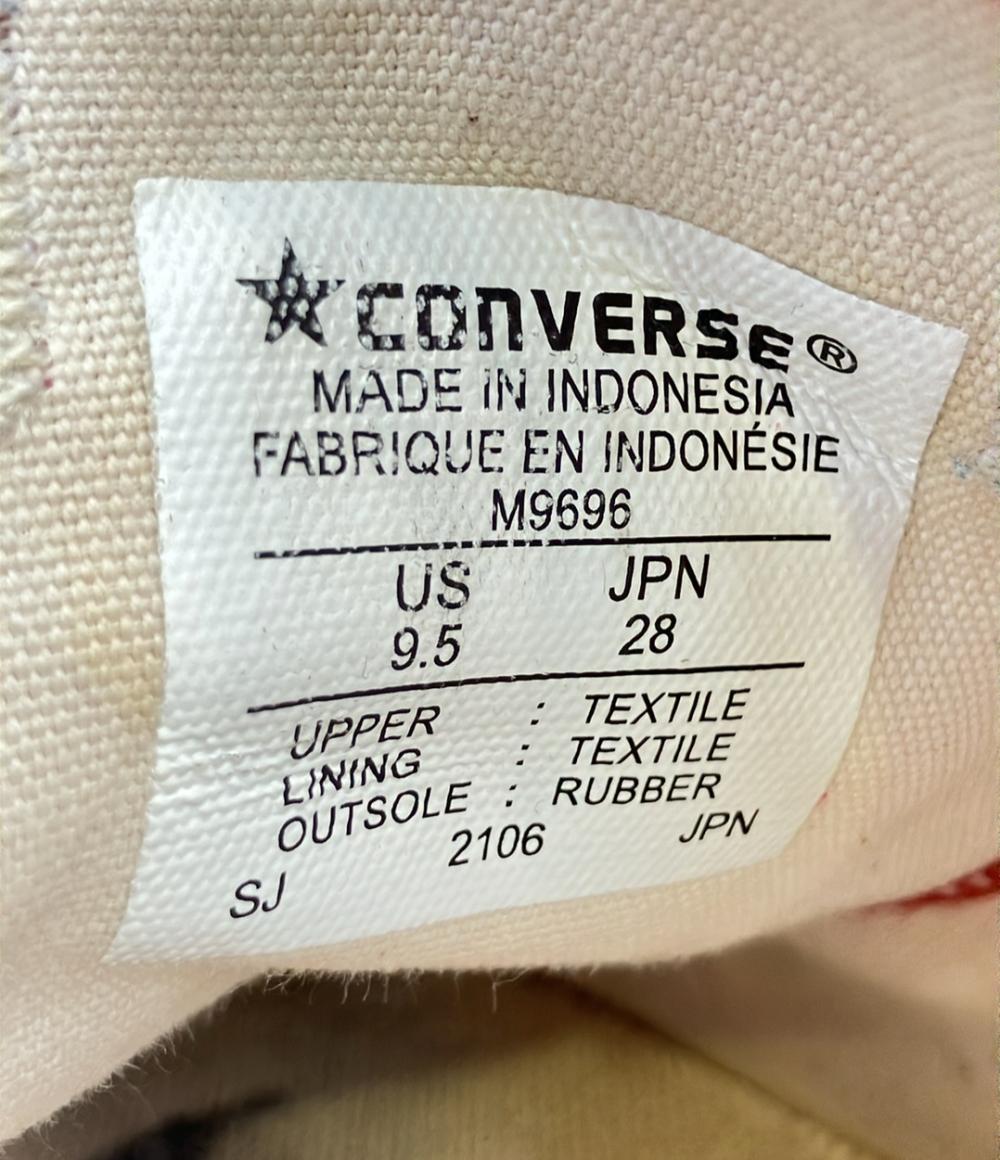 CONVERSE®
MADE IN INDONESIA
FABRIQUE EN INDONÉSIE
M9696
US JPN
9.5 28
UPPER : TEXTILE
LINING : TEXTILE
OUTSOLE : RUBBER
2106 JPN
SJ